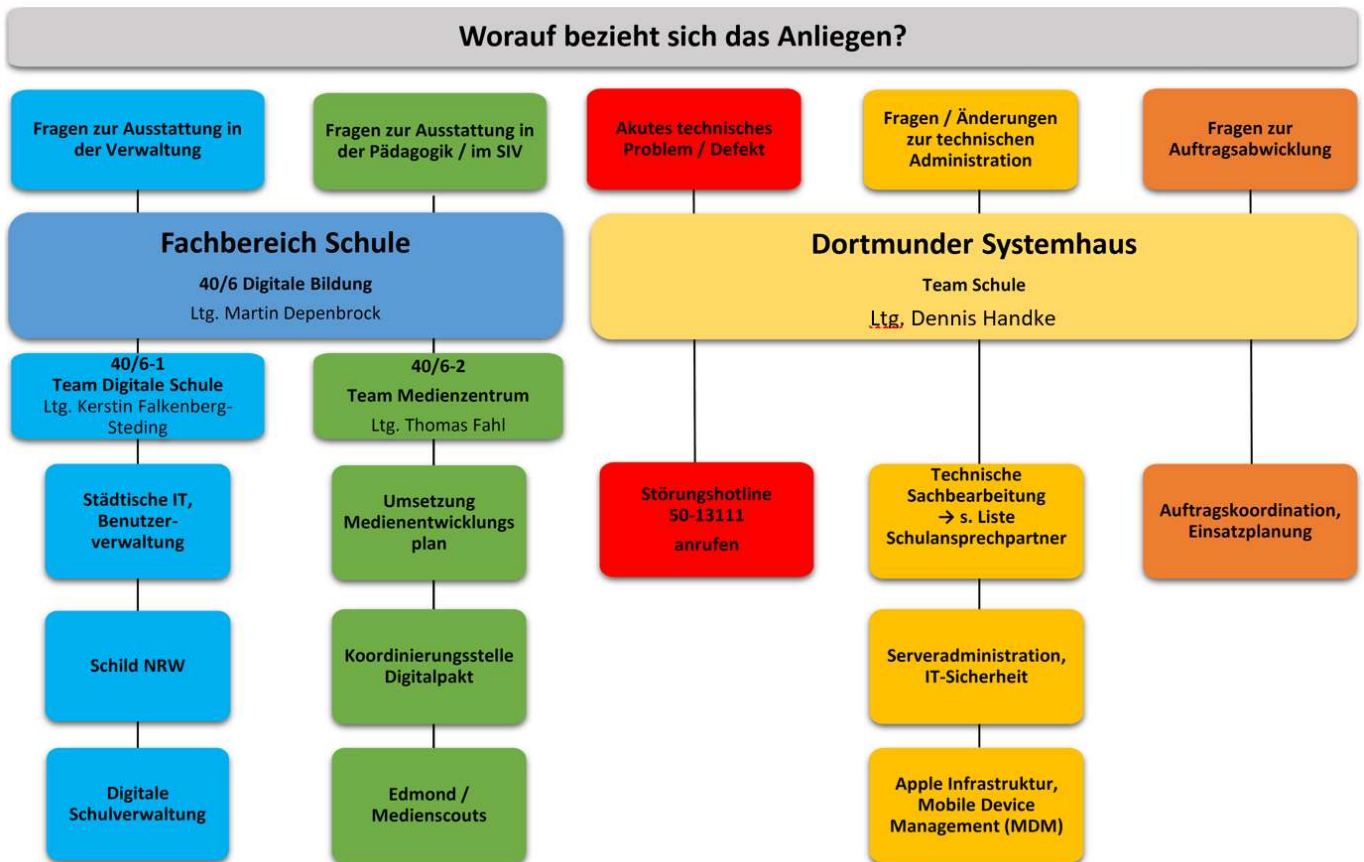 Worauf bezieht sich das Anliegen?
Fragen zur Ausstattung in
der Verwaltung
Fragen zur Ausstattung in
der Pädagogik / im SIV
Akutes technisches
Problem / Defekt
Fragen / Änderungen
zur technischen
Administration
Fragen zur
Auftragsabwicklung
Fachbereich Schule
40/6 Digitale Bildung
Ltg. Martin Depenbrock
Dortmunder Systemhaus
Team Schule
Ltg, Dennis Handke
40/6-1
Team Digitale Schule
Ltg. Kerstin Falkenberg-
Steding
40/6-2
Team Medienzentrum
Ltg. Thomas Fahl
Städtische IT,
Benutzer-
verwaltung
Umsetzung
Medienentwicklungs
plan
Störungshotline
50-13111
anrufen
Technische
Sachbearbeitung
→ s. Liste
Schulansprechpartner
Auftragskoordination,
Einsatzplanung
Schild NRW
Koordinierungsstelle
Digitalpakt
Serveradministration,
IT-Sicherheit
Digitale
Schulverwaltung
Edmond /
Medienscouts
Apple Infrastruktur,
Mobile Device
Management (MDM)